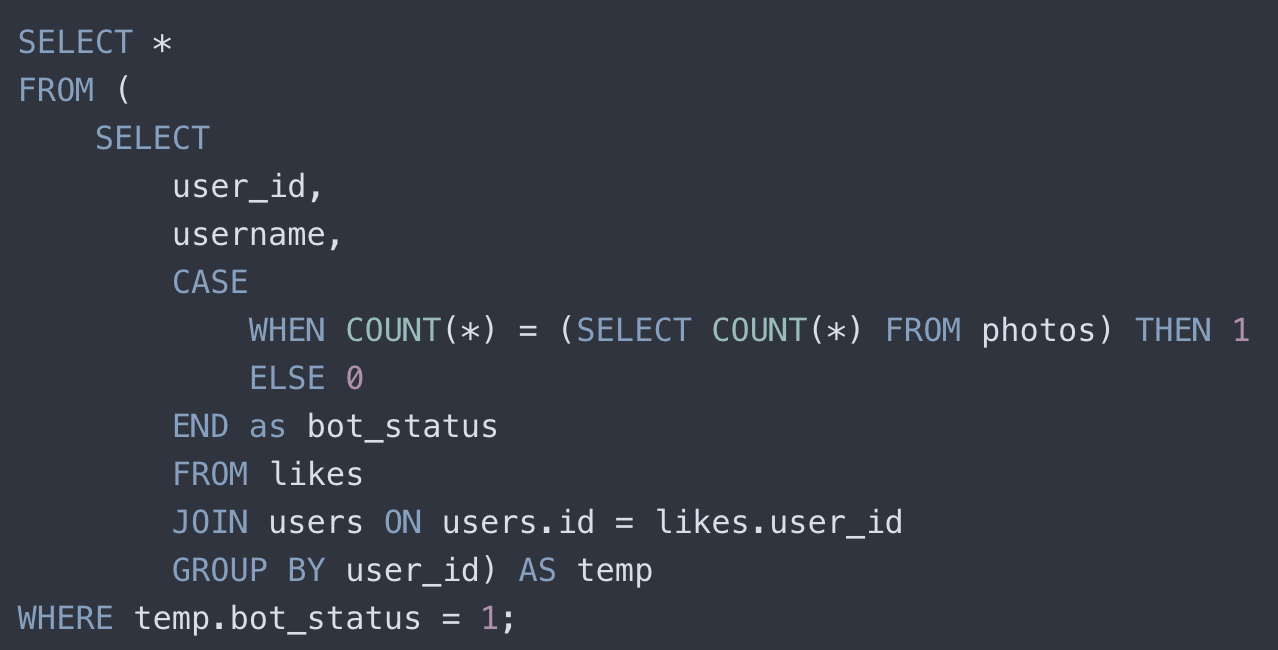 SELECT *
FROM (
    SELECT
        user_id,
        username,
        CASE
            WHEN COUNT(*) = (SELECT COUNT(*) FROM photos) THEN 1
            ELSE 0
        END as bot_status
        FROM likes
        JOIN users ON users.id = likes.user_id
        GROUP BY user_id) AS temp
WHERE temp.bot_status = 1;